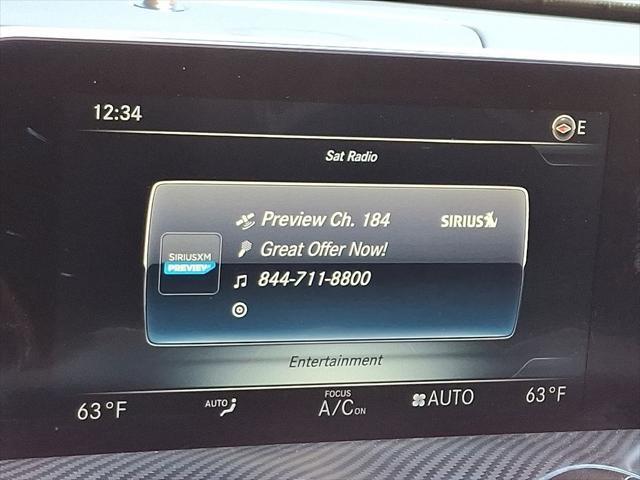 12:34
E
Sat Radio
Preview Ch. 184
SIRIUS
Great Offer Now!
SIRIUSXM
PREVIEW
844-711-8800
Entertainment
63°F
AUTO
FOCUS
A/C ON
AUTO
63°F